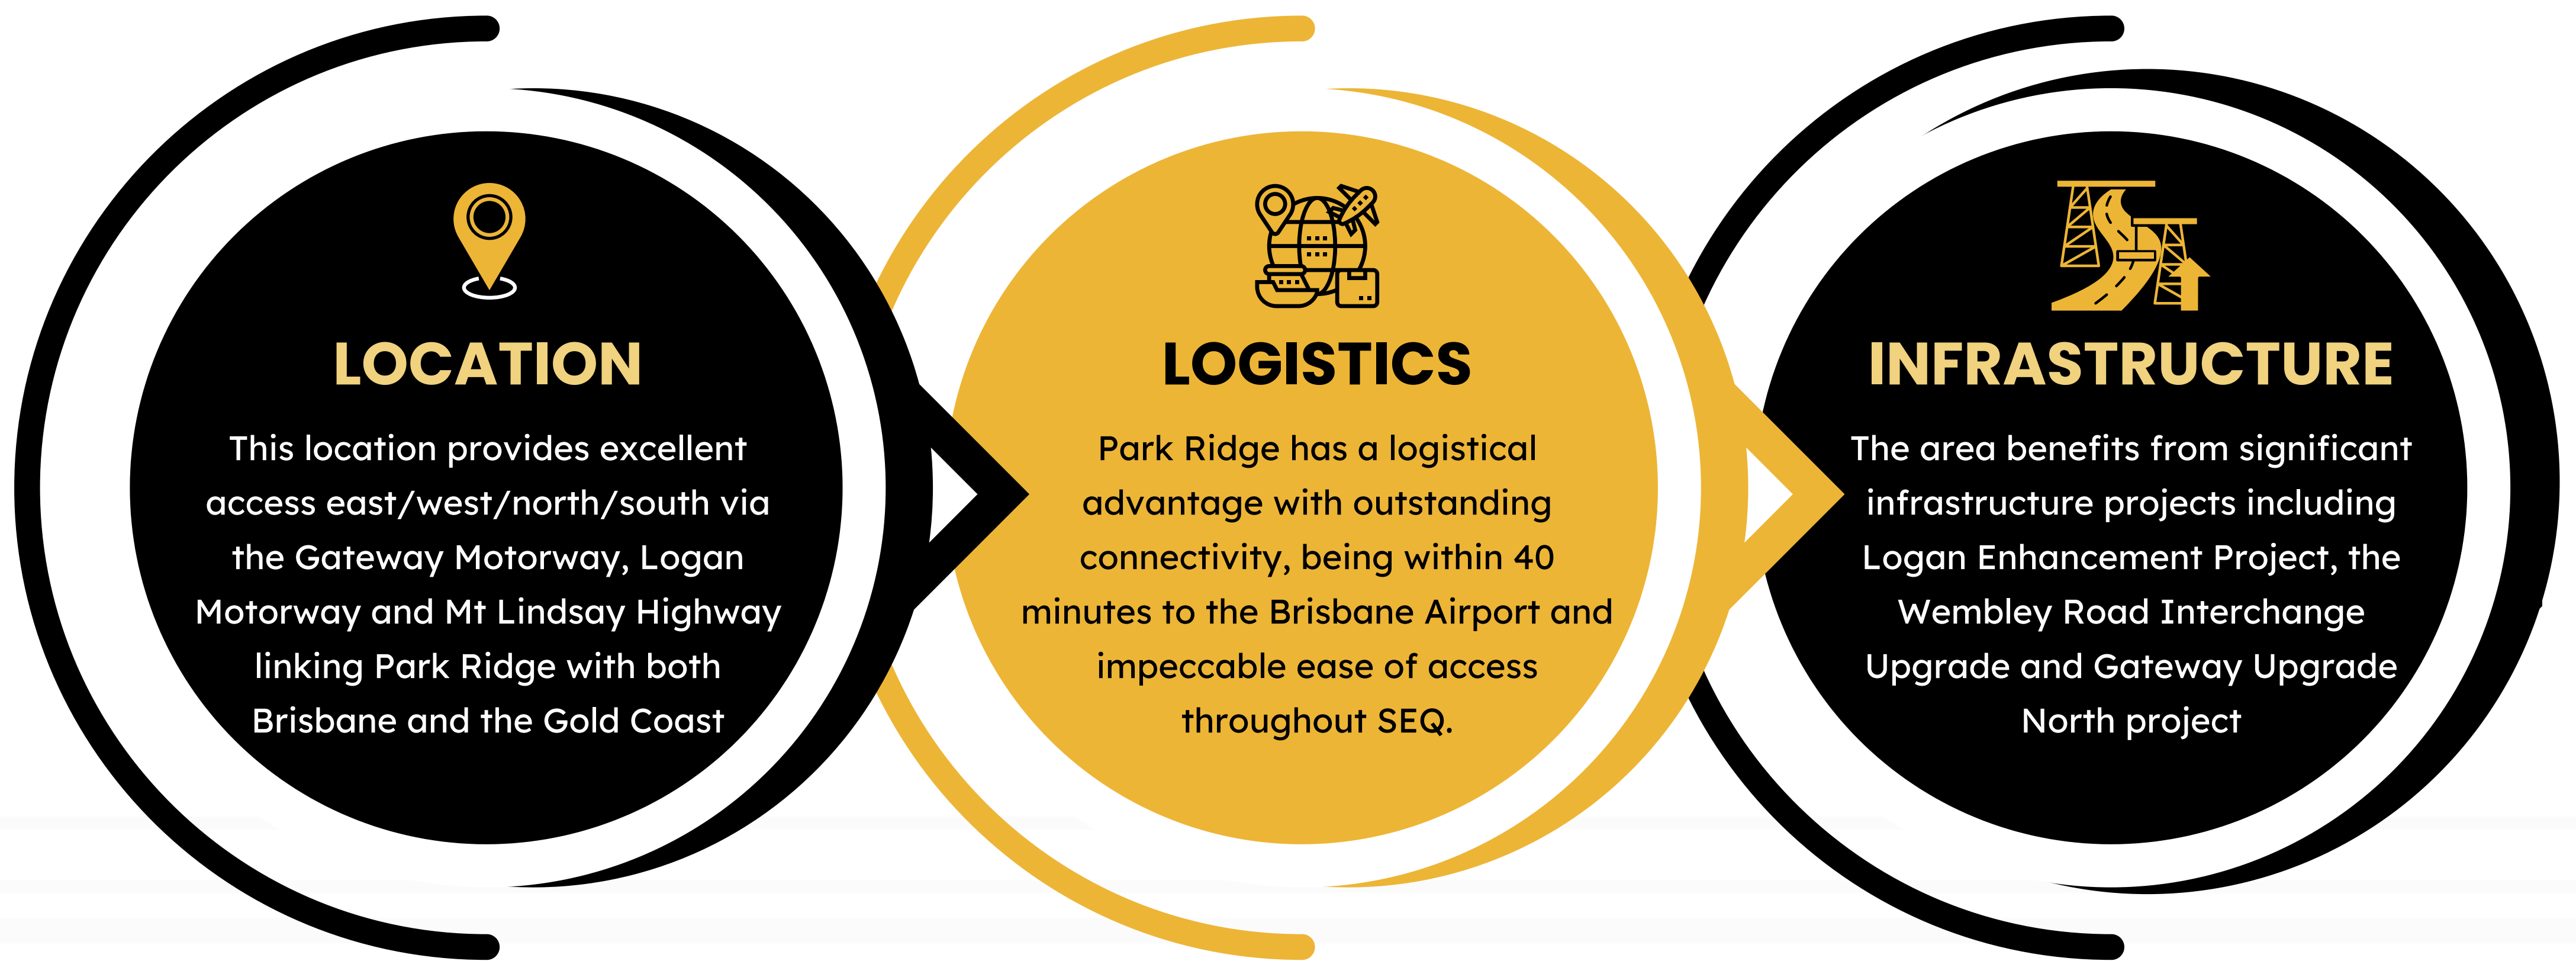 LOCATION
This location provides excellent
access east/west/north/south via
the Gateway Motorway, Logan
Motorway and Mt Lindsay Highway
linking Park Ridge with both
Brisbane and the Gold Coast
LOGISTICS
Park Ridge has a logistical
advantage with outstanding
connectivity, being within 40
minutes to the Brisbane Airport and
impeccable ease of access
throughout SEQ.
INFRASTRUCTURE
The area benefits from significant
infrastructure projects including
Logan Enhancement Project, the
Wembley Road Interchange
Upgrade and Gateway Upgrade
North project